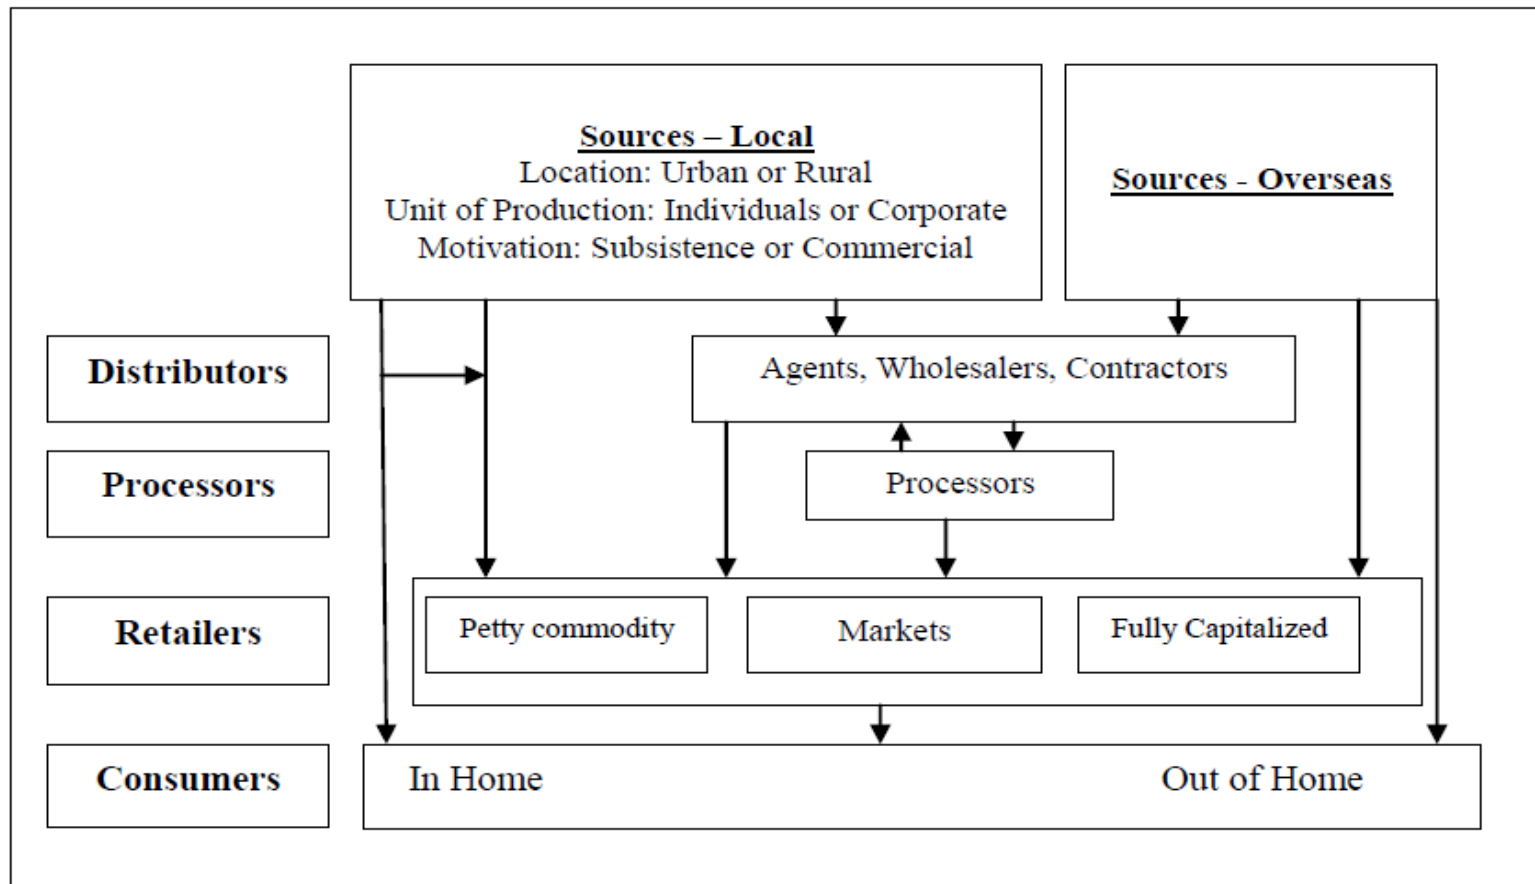 Sources – Local
Location: Urban or Rural
Unit of Production: Individuals or Corporate
Motivation: Subsistence or Commercial
Sources - Overseas
Distributors
Agents, Wholesalers, Contractors
Processors
Processors
Retailers
Petty commodity
Markets
Fully Capitalized
Consumers
In Home
Out of Home